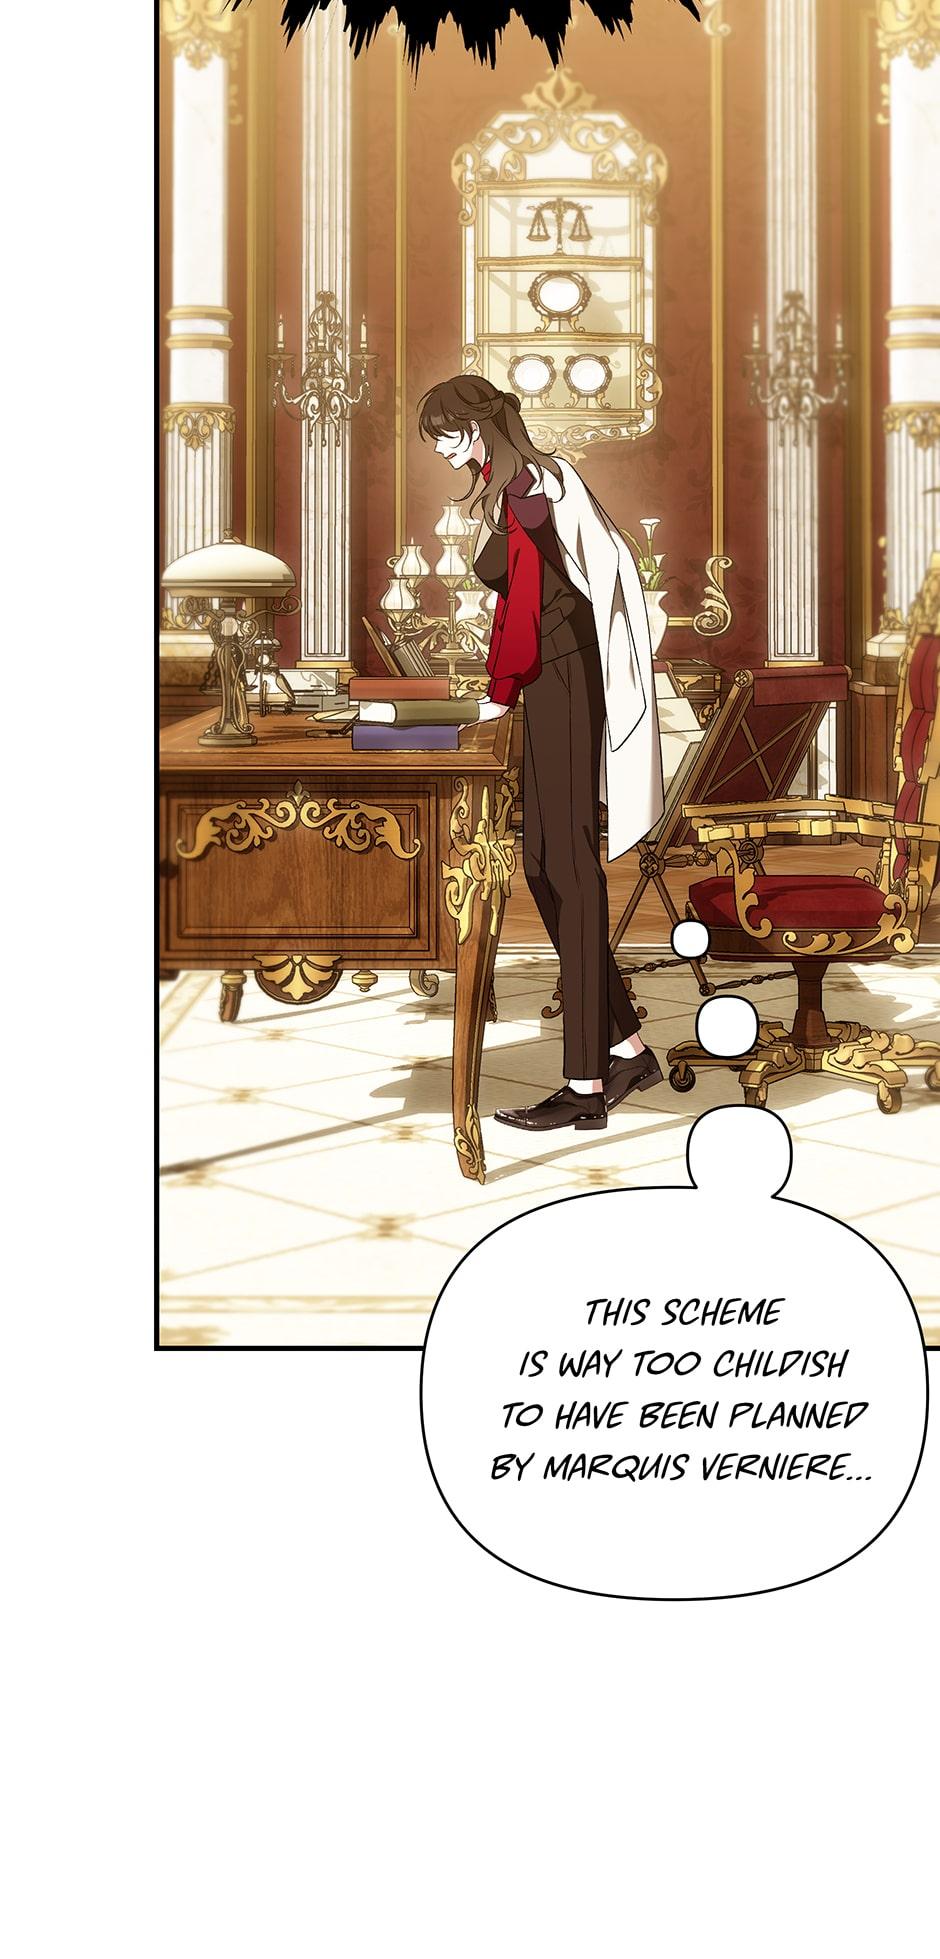 THIS SCHEME
IS WAY TOO CHILDISH
TO HAVE BEEN PLANNED
BY MARQUIS VERNIERE...